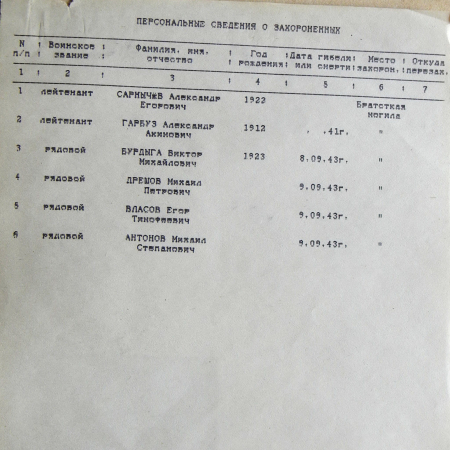 ПЕРСОНАЛЬНЫЕ СВЕДЕНИЯ О ЗАХОРОНЕННЫХ
N п/п : Воинское звание : Фамилия, имя, отчество : Год рождения : Дата гибели или смерти : Место захорон. : Откуда перезах.
1 : 2 : 3 : 4 : 5 : 6 : 7
1 лейтенант САРНЫЧЕВ Александр 1922 Братсткая
Егорович могила
2 лейтенант ГАРБУЗ Александр 1912 . .41г. "
Акимович
3 рядовой БУРДЫГА Виктор 1923 8.09.43г. "
Михайлович
4 рядовой ДРЕМОВ Михаил 9.09.43г. "
Петрович
5 рядовой ВЛАСОВ Егор 9.09.43г. "
Тимофеевич
6 рядовой АНТОНОВ Михаил 9.09.43г. "
Степанович